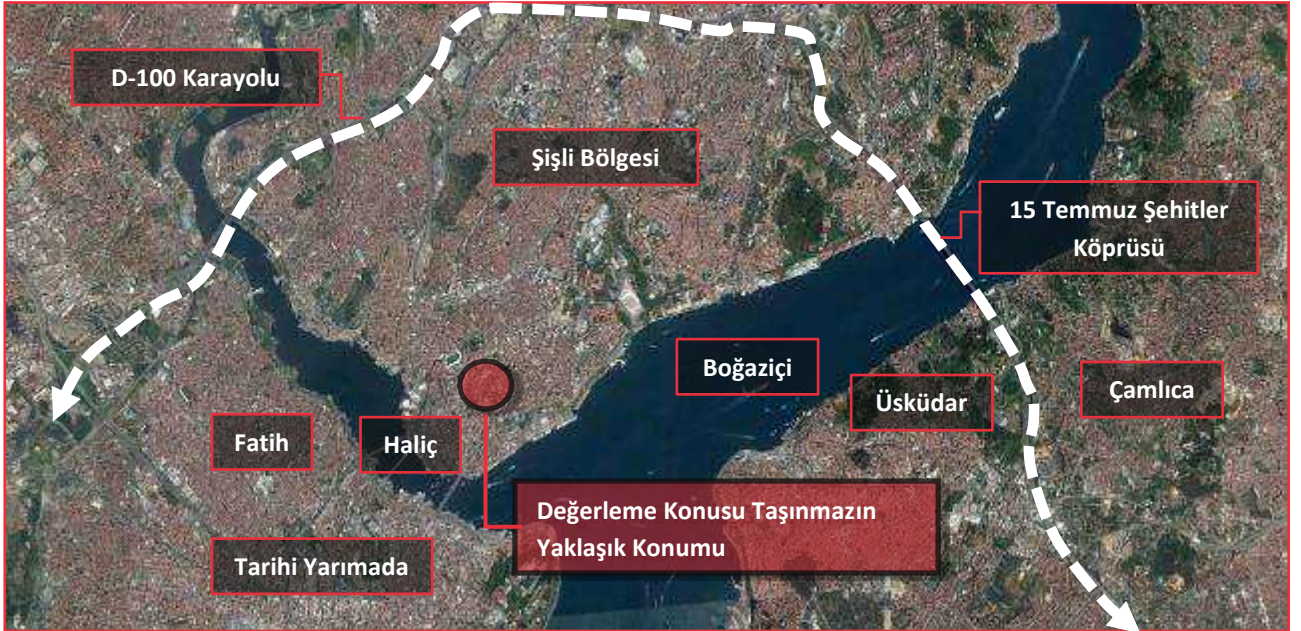 D-100 Karayolu
Şişli Bölgesi
15 Temmuz Şehitler
Köprüsü
Boğaziçi
Üsküdar
Çamlıca
Fatih
Haliç
Değerleme Konusu Taşınmazın
Yaklaşık Konumu
Tarihi Yarımada